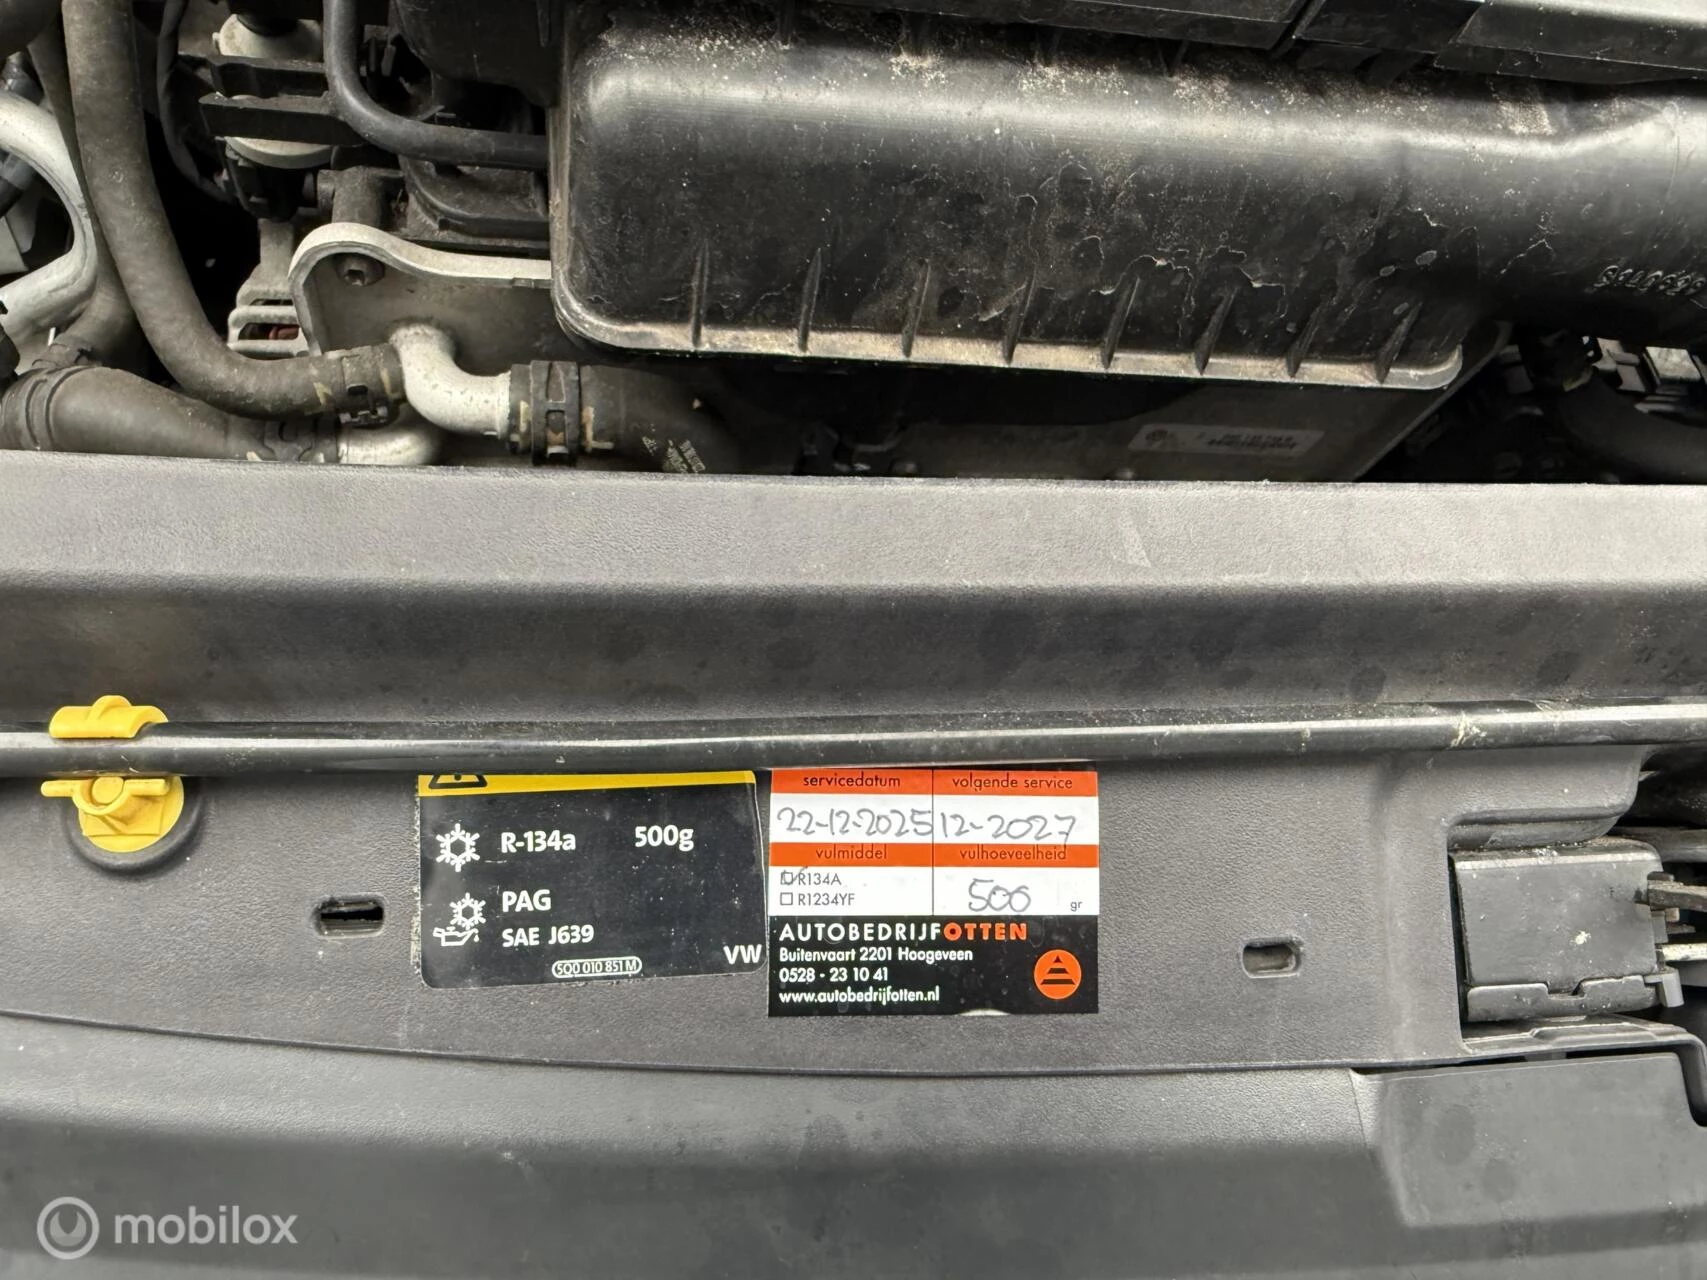 R-134a 500g
PAG
SAE J639
5Q0 010 851 M
VW
servicedatum volgende service
22-12-2025 12-2027
vulmiddel vulhoeveelheid
R134A
R1234YF
500 gr
AUTOBEDRIJFOTTEN
Buitenvaart 2201 Hoogeveen
0528 - 23 10 41
www.autobedrijfotten.nl
mobilox